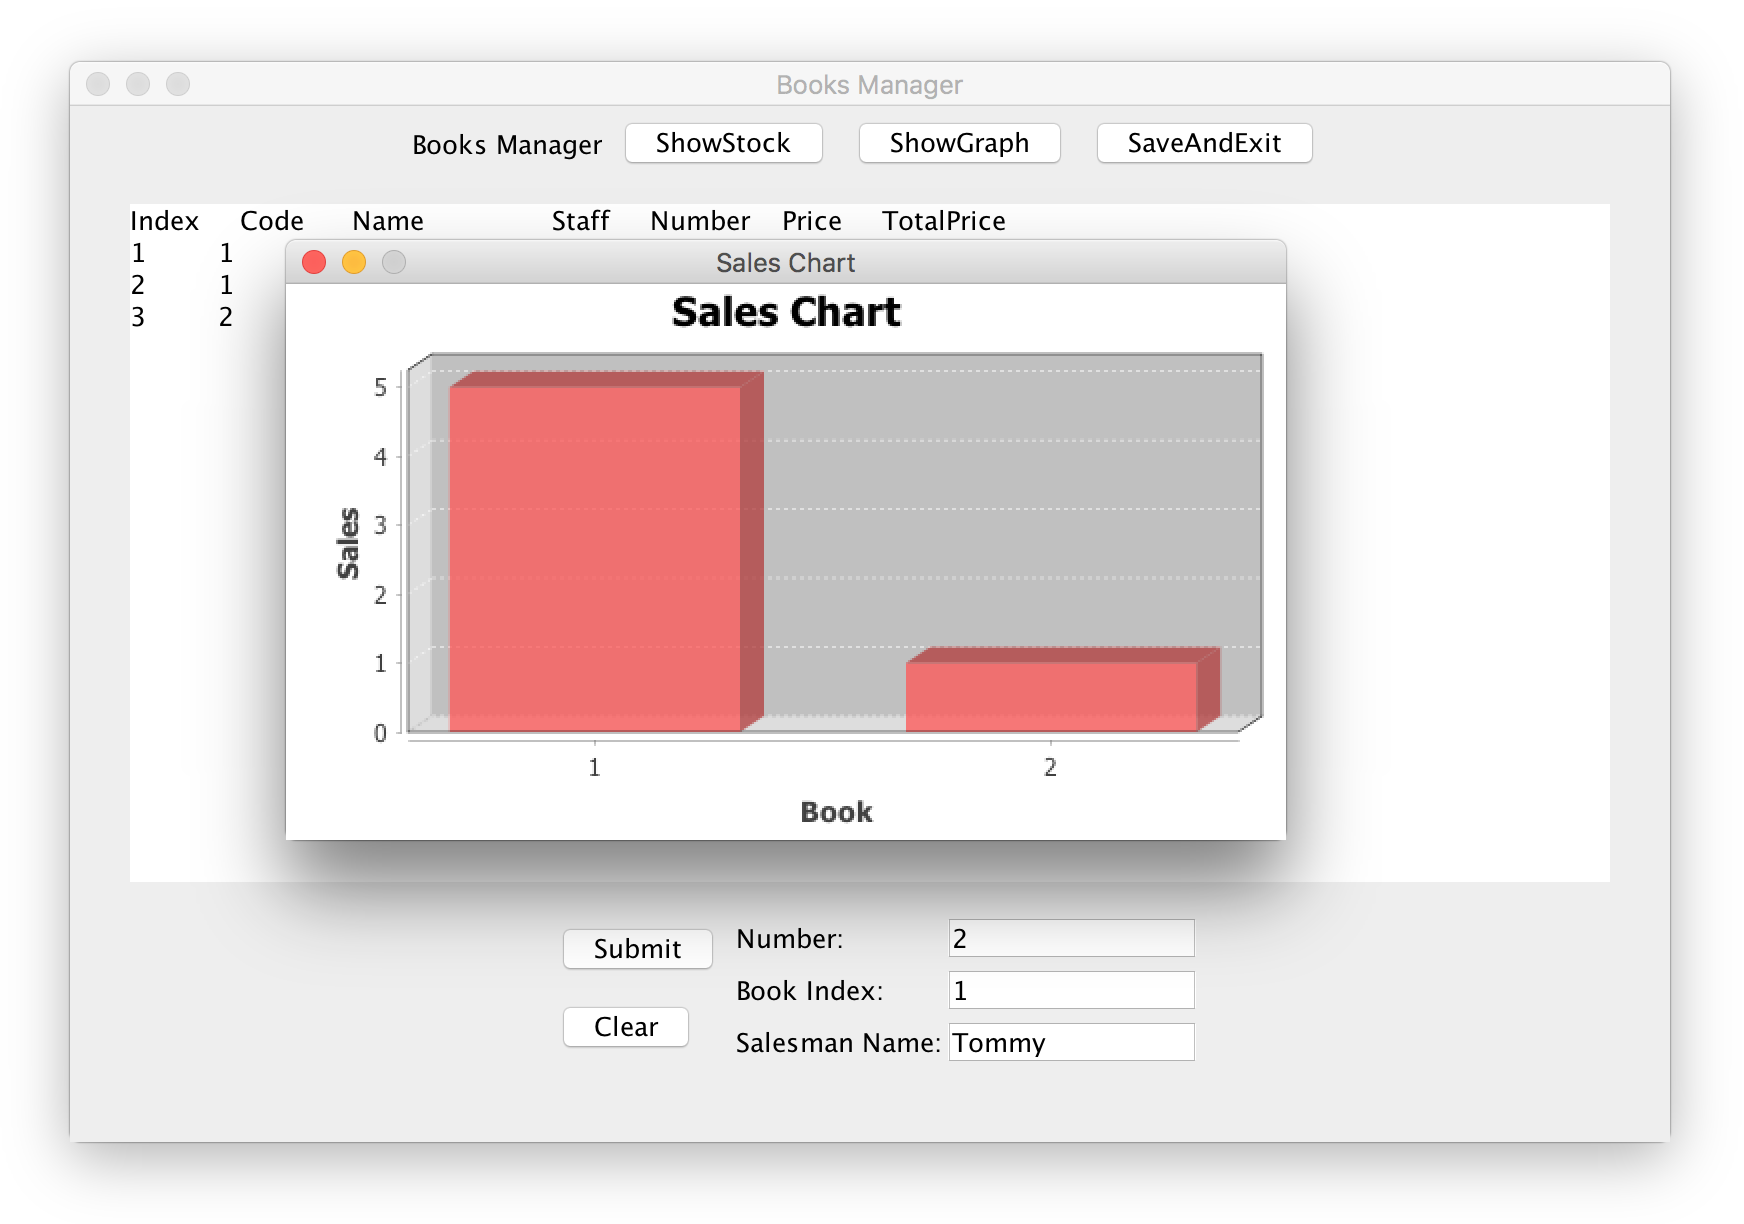 Books Manager
Books Manager ShowStock ShowGraph SaveAndExit
Index Code Name Staff Number Price TotalPrice
1 1
2 1
3 2
Sales Chart
Sales Chart
5
4
3
2
1
0
Sales
1 2
Book
Submit Number: 2
Book Index: 1
Clear
Salesman Name: Tommy